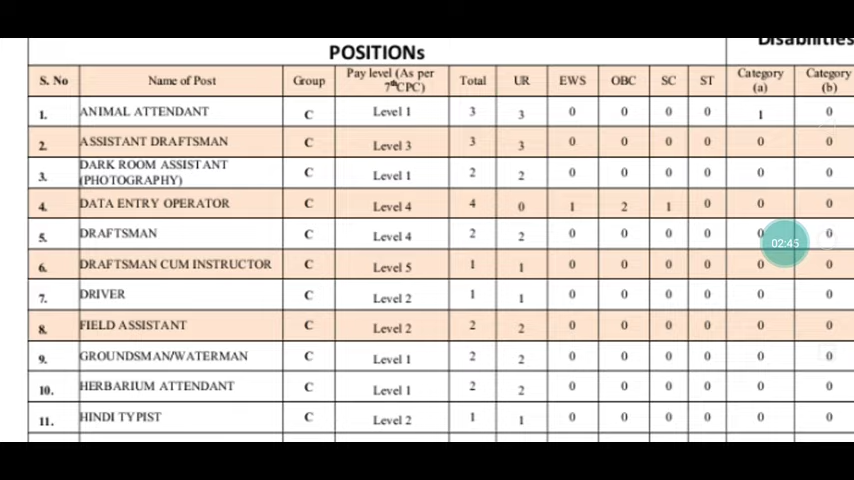 Disabilities
POSITIONs
S. No Name of Post Group Pay level (As per 7thCPC) Total UR EWS OBC SC ST Category (a) Category (b)
1. ANIMAL ATTENDANT C Level 1 3 3 0 0 0 0 1 0
2. ASSISTANT DRAFTSMAN C Level 3 3 3 0 0 0 0 0 0
3. DARK ROOM ASSISTANT (PHOTOGRAPHY) C Level 1 2 2 0 0 0 0 0 0
4. DATA ENTRY OPERATOR C Level 4 4 0 1 2 1 0 0 0
5. DRAFTSMAN C Level 4 2 2 0 0 0 0 0 0
02:45
6. DRAFTSMAN CUM INSTRUCTOR C Level 5 1 1 0 0 0 0 0 0
7. DRIVER C Level 2 1 1 0 0 0 0 0 0
8. FIELD ASSISTANT C Level 2 2 2 0 0 0 0 0 0
9. GROUNDSMAN/WATERMAN C Level 1 2 2 0 0 0 0 0 0
10. HERBARIUM ATTENDANT C Level 1 2 2 0 0 0 0 0 0
11. HINDI TYPIST C Level 2 1 1 0 0 0 0 0 0